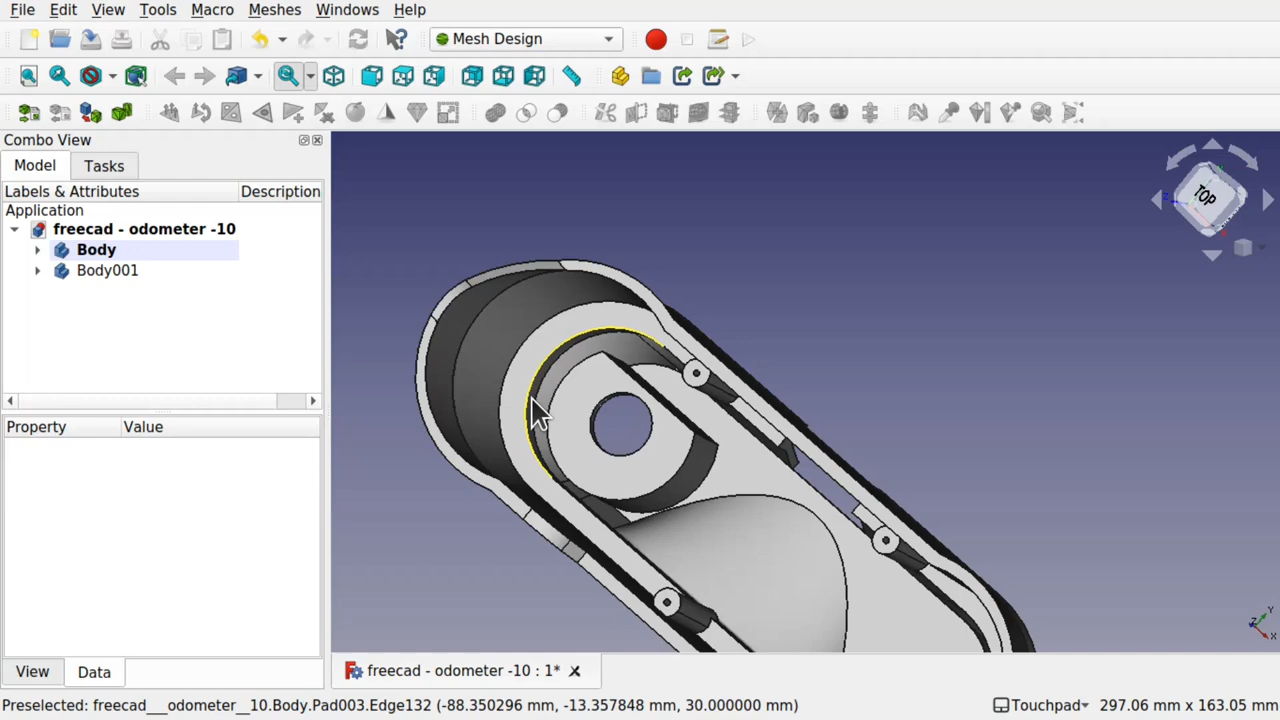 File Edit View Tools Macro Meshes Windows Help
Mesh Design
Combo View
Model Tasks
Labels & Attributes Description
Application
freecad - odometer -10
Body
Body001
Property Value
View Data
TOP
Z
Y
X
freecad - odometer -10 : 1*
Preselected: freecad___odometer__10.Body.Pad003.Edge132 (-88.350296 mm, -13.357848 mm, 30.000000 mm) Touchpad 297.06 mm x 163.05 mm